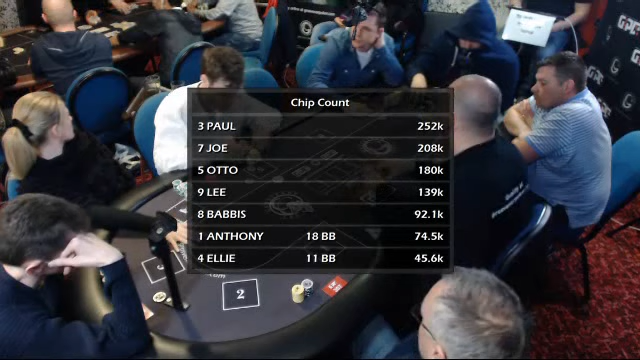 Chip Count
3 PAUL 252k
7 JOE 208k
5 OTTO 180k
9 LEE 139k
8 BABBIS 92.1k
1 ANTHONY 18 BB 74.5k
4 ELLIE 11 BB 45.6k
2